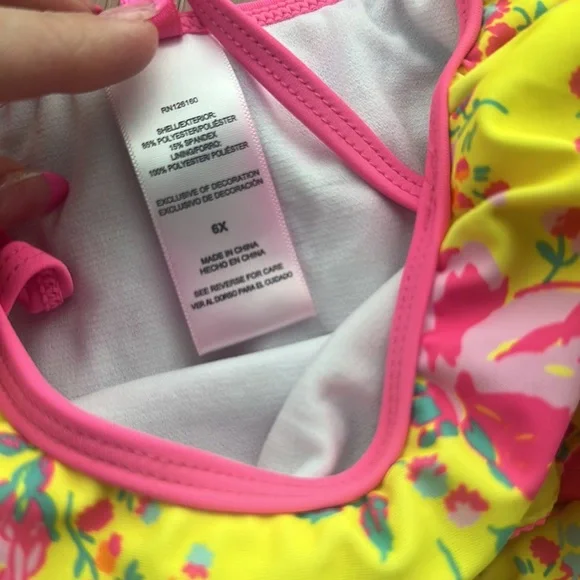 RN126160
SHELL/EXTERIOR:
85% POLYESTER/POLIÉSTER
15% SPANDEX
LINING/FORRO:
100% POLYESTER/ POLIÉSTER
EXCLUSIVE OF DECORATION
EXCLUSIVO DE DECORACIÓN
6X
MADE IN CHINA
HECHO EN CHINA
SEE REVERSE FOR CARE
VER AL DORSO PARA EL CUIDADO